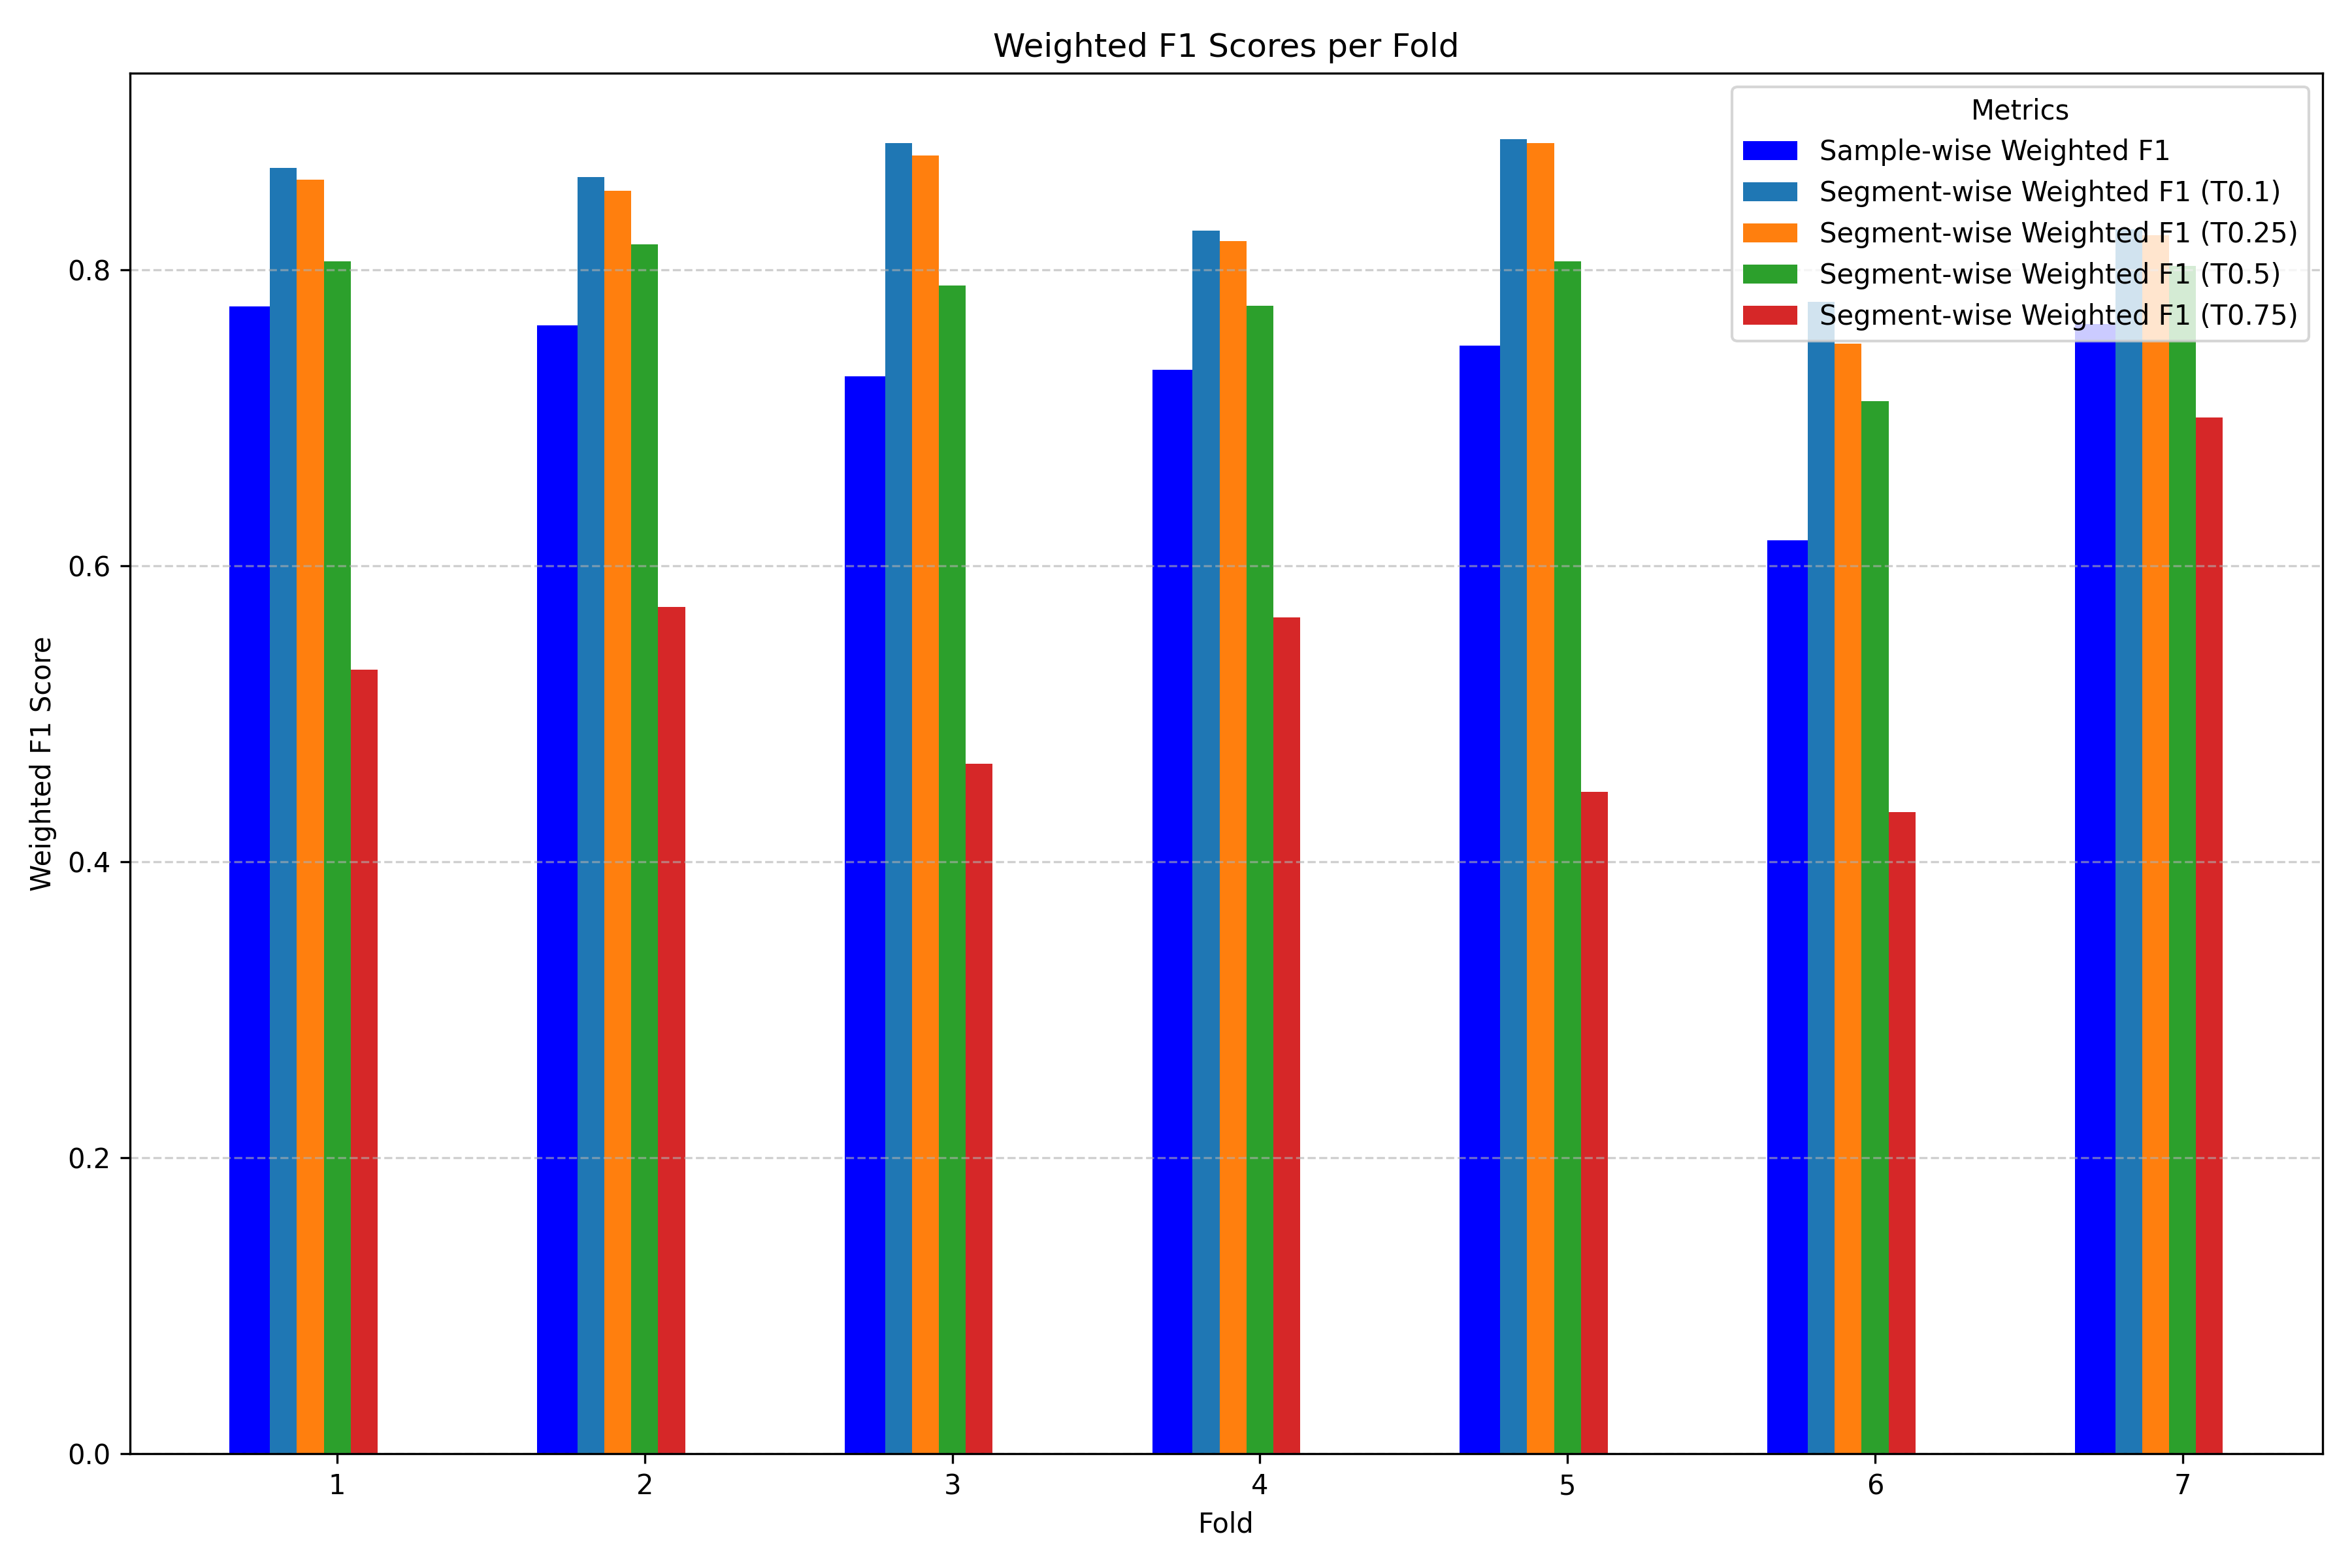 Weighted F1 Scores per Fold
Metrics
Sample-wise Weighted F1
Segment-wise Weighted F1 (T0.1)
Segment-wise Weighted F1 (T0.25)
Segment-wise Weighted F1 (T0.5)
Segment-wise Weighted F1 (T0.75)
Weighted F1 Score
0.8
0.6
0.4
0.2
0.0
1 2 3 4 5 6 7
Fold